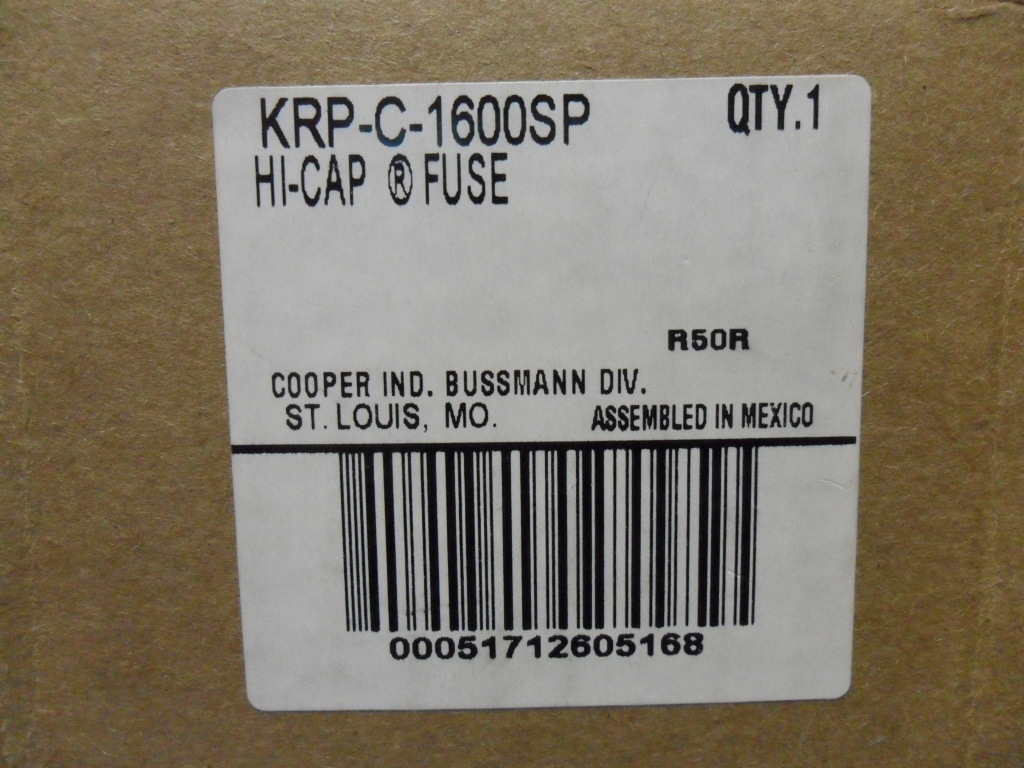 KRP-C-1600SP QTY.1
HI-CAP ® FUSE
R50R
COOPER IND. BUSSMANN DIV.
ST. LOUIS, MO. ASSEMBLED IN MEXICO
00051712605168